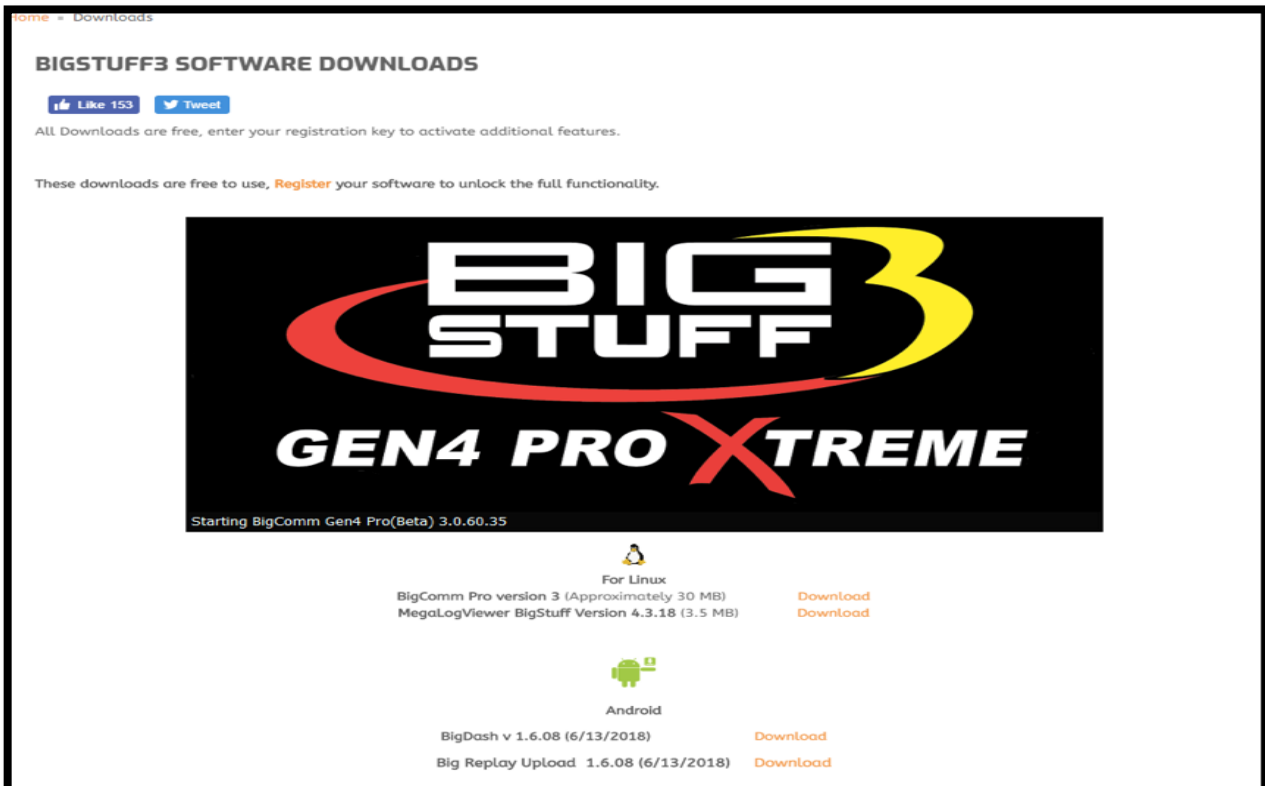 Home » Downloads
BIGSTUFF3 SOFTWARE DOWNLOADS
Like 153 Tweet
All Downloads are free, enter your registration key to activate additional features.
These downloads are free to use, Register your software to unlock the full functionality.
BIG 3
STUFF
GEN4 PRO XTREME
Starting BigComm Gen4 Pro(Beta) 3.0.60.35
For Linux
BigComm Pro version 3 (Approximately 30 MB) Download
MegaLogViewer BigStuff Version 4.3.18 (3.5 MB) Download
Android
BigDash v 1.6.08 (6/13/2018) Download
Big Replay Upload 1.6.08 (6/13/2018) Download